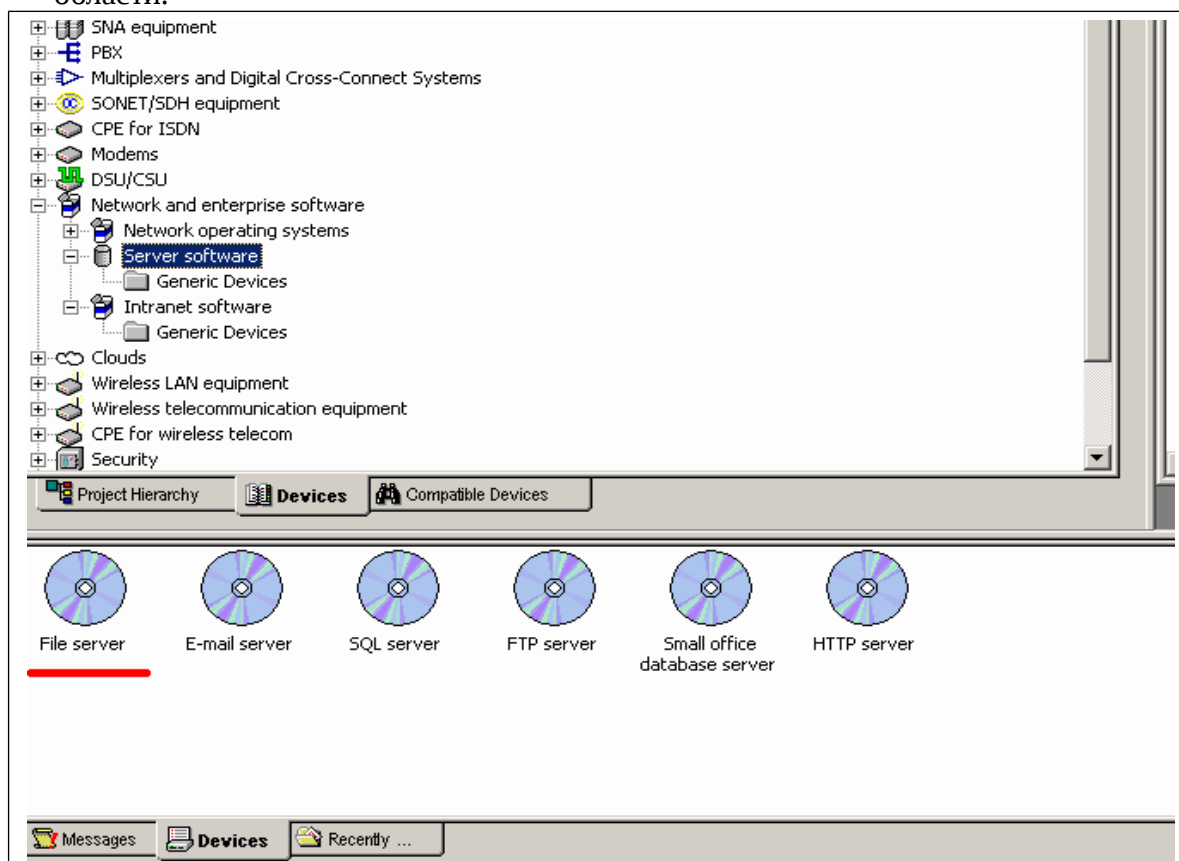 области.
SNA equipment
PBX
Multiplexers and Digital Cross-Connect Systems
SONET/SDH equipment
CPE for ISDN
Modems
DSU/CSU
Network and enterprise software
Network operating systems
Server software
Generic Devices
Intranet software
Generic Devices
Clouds
Wireless LAN equipment
Wireless telecommunication equipment
CPE for wireless telecom
Security
Project Hierarchy Devices Compatible Devices
File server E-mail server SQL server FTP server Small office database server HTTP server
Messages Devices Recently ...